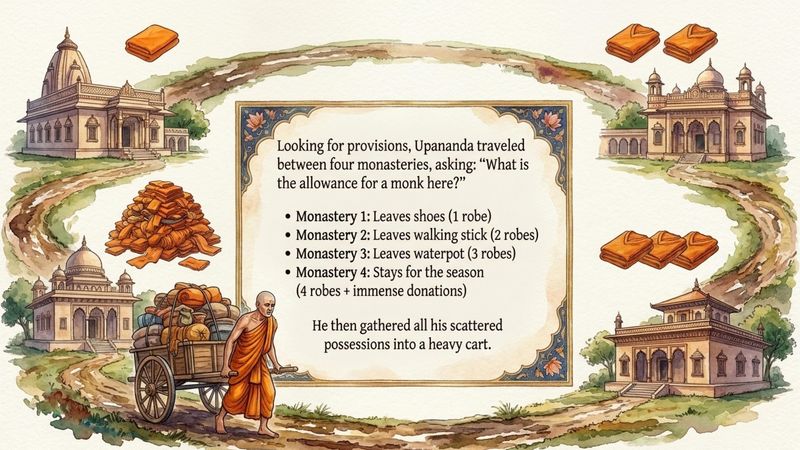 Looking for provisions, Upananda traveled
between four monasteries, asking: “What is
the allowance for a monk here?”
• Monastery 1: Leaves shoes (1 robe)
• Monastery 2: Leaves walking stick (2 robes)
• Monastery 3: Leaves waterpot (3 robes)
• Monastery 4: Stays for the season
(4 robes + immense donations)
He then gathered all his scattered
possessions into a heavy cart.